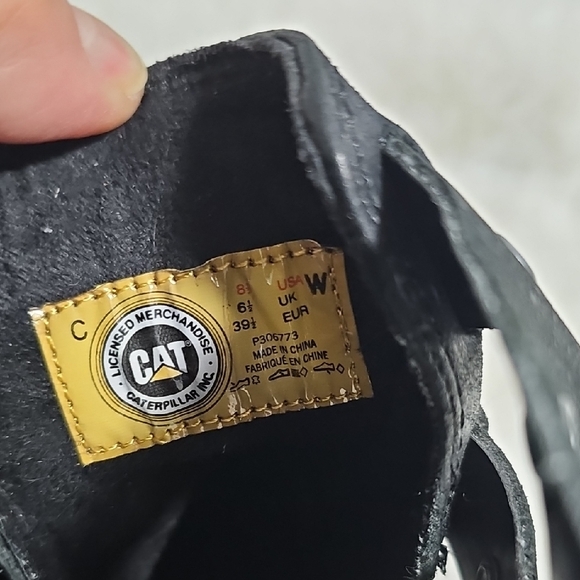 C
LICENSED MERCHANDISE
CAT
CATERPILLAR INC.
8½ USA W
6½ UK
39½ EUR
P306773
MADE IN CHINA
FABRIQUÉ EN CHINE